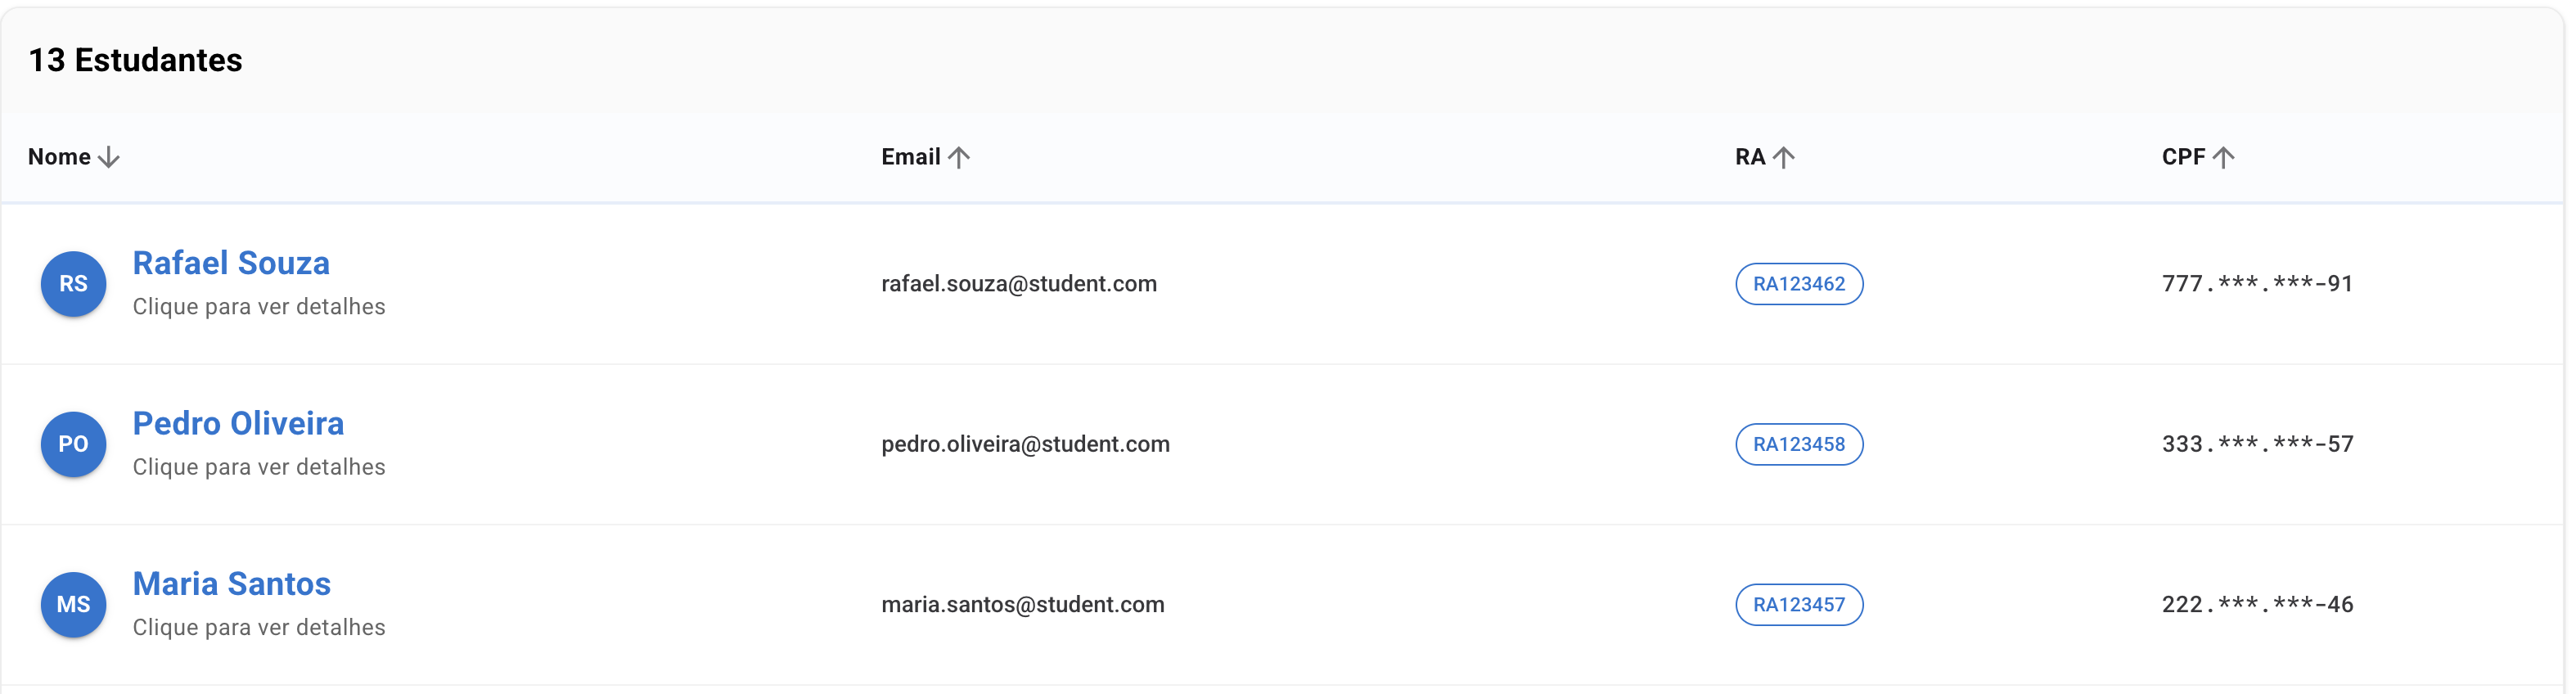 13 Estudantes
Nome Email RA CPF
RS Rafael Souza
Clique para ver detalhes
rafael.souza@student.com
RA123462
777.***.***-91
PO Pedro Oliveira
Clique para ver detalhes
pedro.oliveira@student.com
RA123458
333.***.***-57
MS Maria Santos
Clique para ver detalhes
maria.santos@student.com
RA123457
222.***.***-46